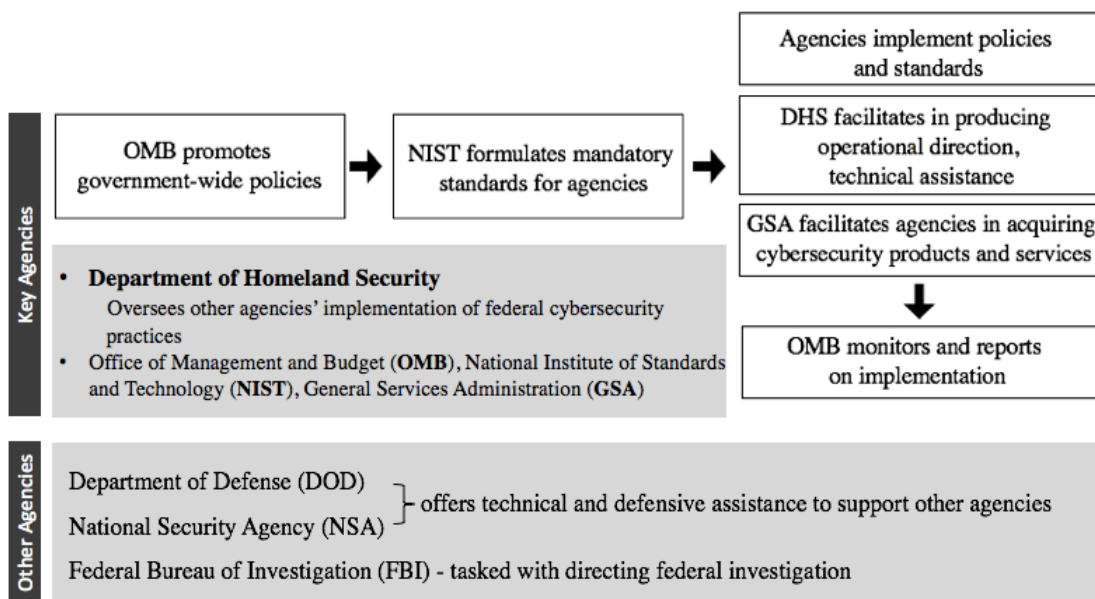 Key Agencies
OMB promotes
government-wide policies
NIST formulates mandatory
standards for agencies
Agencies implement policies
and standards
DHS facilitates in producing
operational direction,
technical assistance
GSA facilitates agencies in acquiring
cybersecurity products and services
OMB monitors and reports
on implementation
• Department of Homeland Security
Oversees other agencies’ implementation of federal cybersecurity
practices
• Office of Management and Budget (OMB), National Institute of Standards
and Technology (NIST), General Services Administration (GSA)
Other Agencies
Department of Defense (DOD)
National Security Agency (NSA)
offers technical and defensive assistance to support other agencies
Federal Bureau of Investigation (FBI) - tasked with directing federal investigation